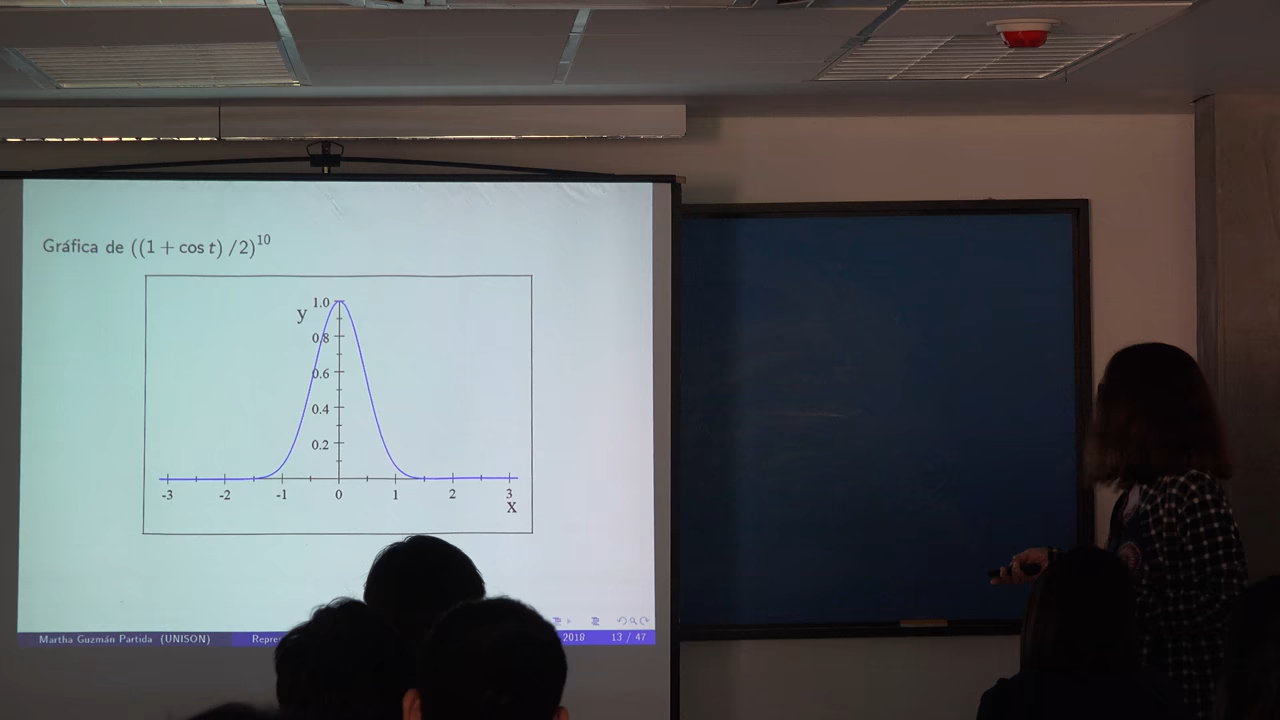 Gráfica de ((1 + cos t) /2)^10
y
1.0
0.8
0.6
0.4
0.2
-3 -2 -1 0 1 2 3
x
Martha Guzmán Partida (UNISON) 2018 13 / 47